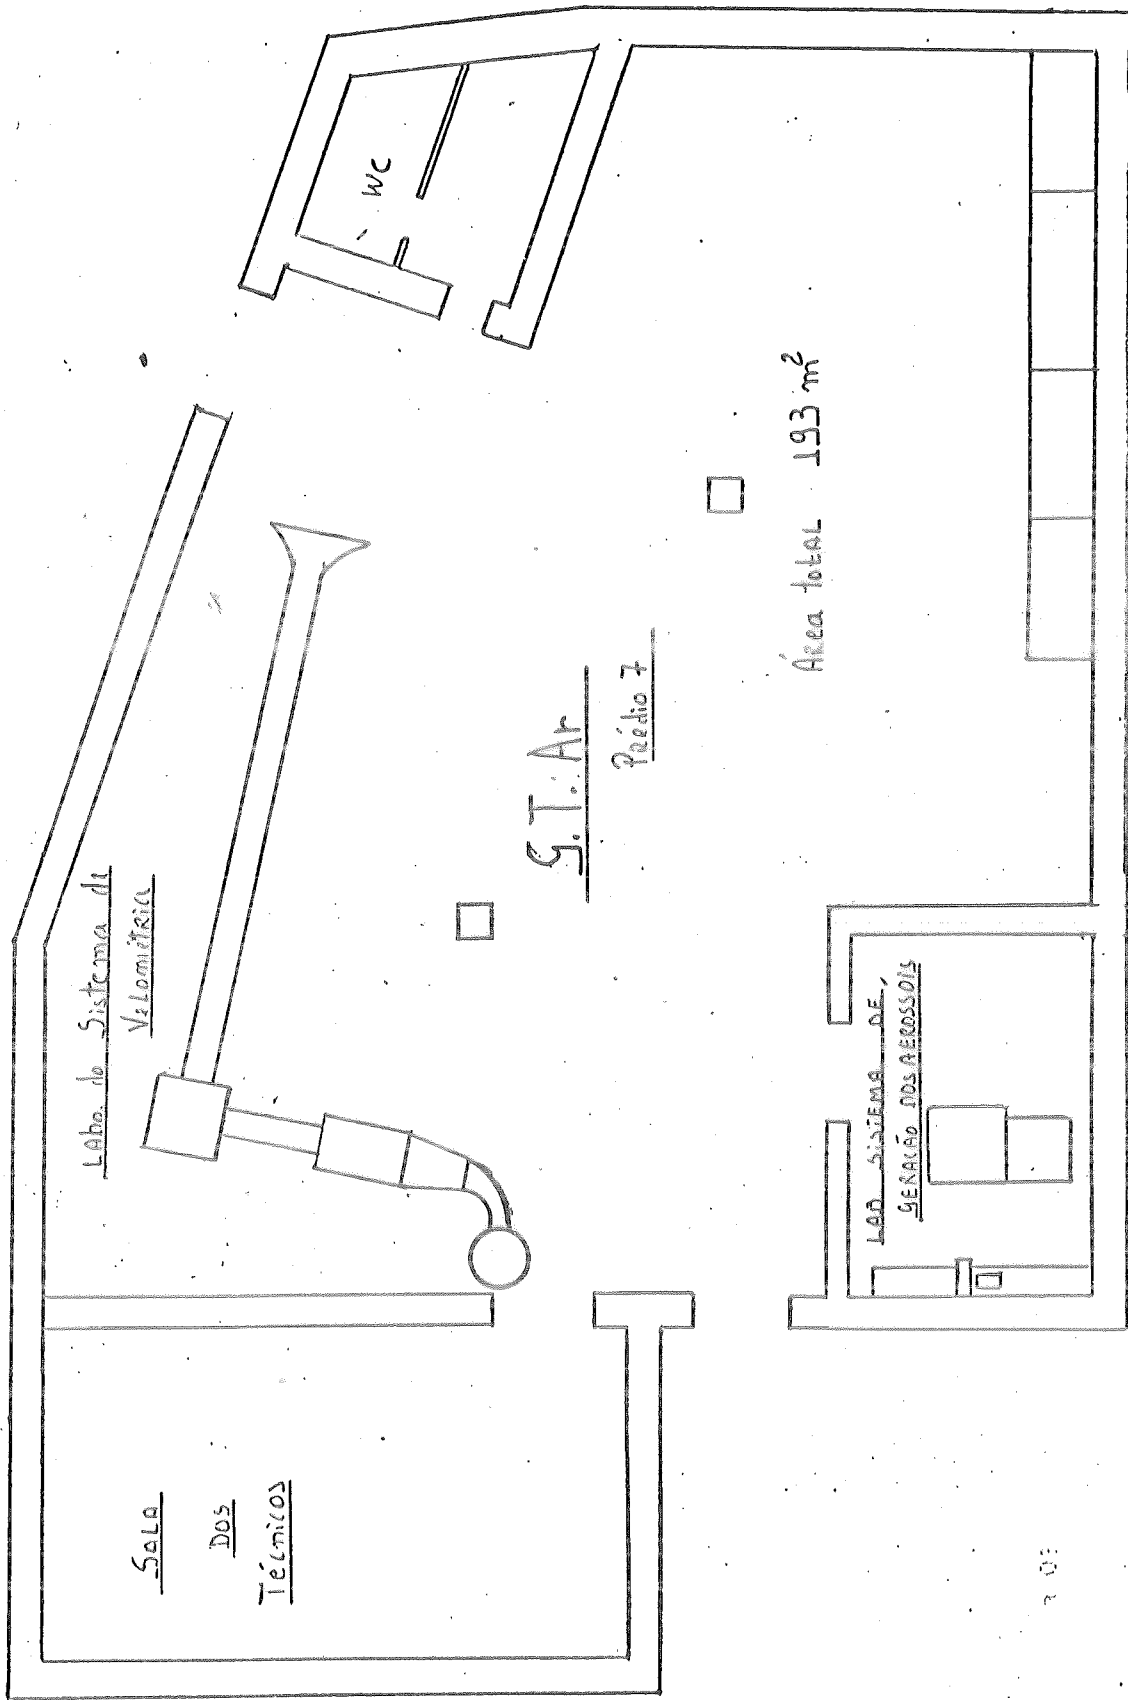 WC
Área total 193 m²
G.T.Ar
Prédio 7
LAbo. do Sistema de
Velomitria
LAB SISTEMA DE
GERAÇÃO DOS AEROSSOIS
SALA
DOS
Técnicos